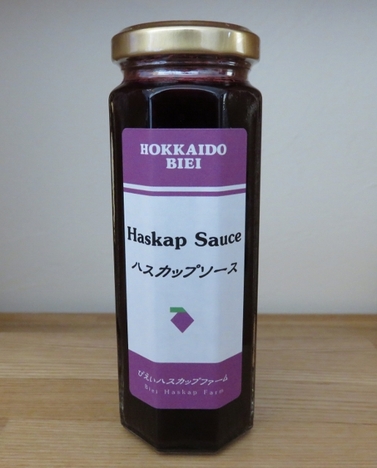 HOKKAIDO
BIEI
Haskap Sauce
ハスカップソース
びえいハスカップファーム
Biei Haskap Farm